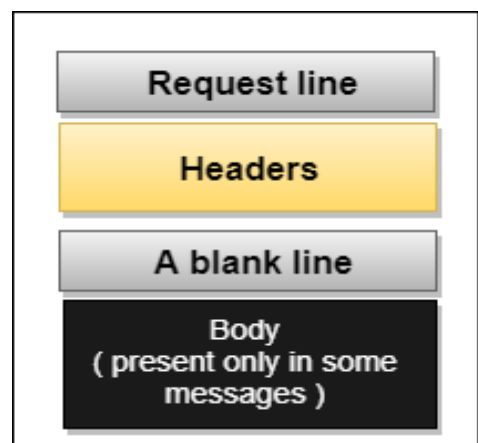 Request line
Headers
A blank line
Body
( present only in some
messages )